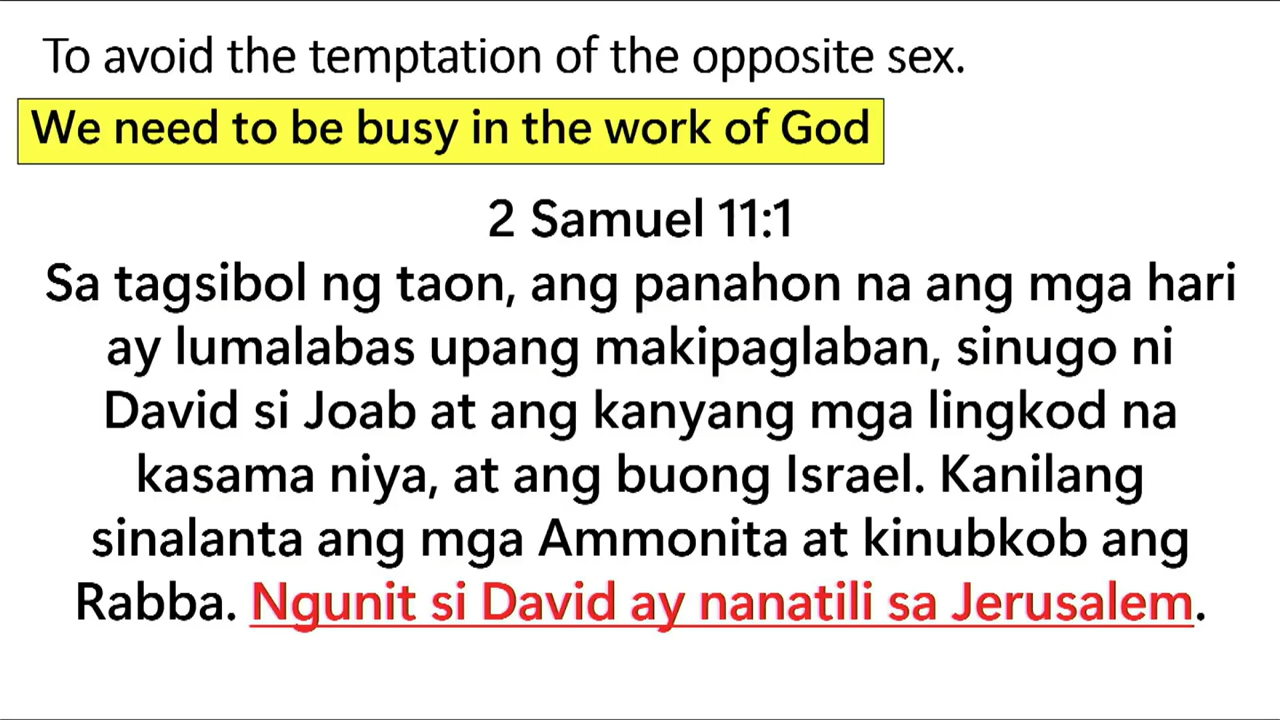 To avoid the temptation of the opposite sex.
We need to be busy in the work of God
2 Samuel 11:1
Sa tagsibol ng taon, ang panahon na ang mga hari
ay lumalabas upang makipaglaban, sinugo ni
David si Joab at ang kanyang mga lingkod na
kasama niya, at ang buong Israel. Kanilang
sinalanta ang mga Ammonita at kinubkob ang
Rabba. Ngunit si David ay nanatili sa Jerusalem.